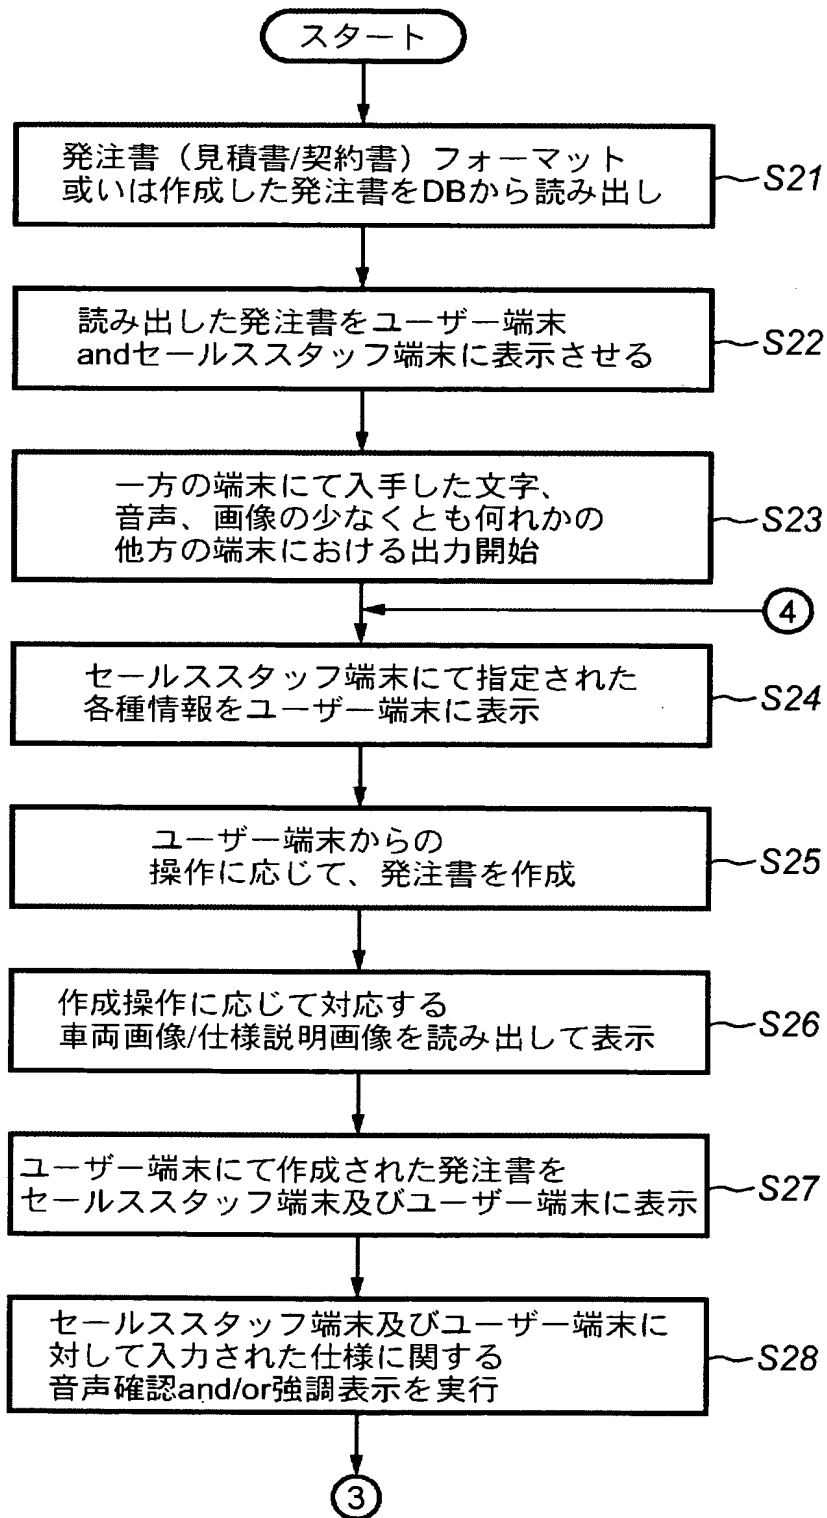 スタート
発注書（見積書/契約書）フォーマット
或いは作成した発注書をDBから読み出し
S21
読み出した発注書をユーザー端末
andセールススタッフ端末に表示させる
S22
一方の端末にて入手した文字、
音声、画像の少なくとも何れかの
他方の端末における出力開始
S23
④
セールススタッフ端末にて指定された
各種情報をユーザー端末に表示
S24
ユーザー端末からの
操作に応じて、発注書を作成
S25
作成操作に応じて対応する
車両画像/仕様説明画像を読み出して表示
S26
ユーザー端末にて作成された発注書を
セールススタッフ端末及びユーザー端末に表示
S27
セールススタッフ端末及びユーザー端末に
対して入力された仕様に関する
音声確認and/or強調表示を実行
S28
③